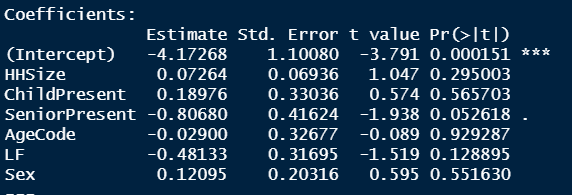 Coefficients:
Estimate Std. Error t value Pr(>|t|)
(Intercept) -4.17268 1.10080 -3.791 0.000151 ***
HHSize 0.07264 0.06936 1.047 0.295003
ChildPresent 0.18976 0.33036 0.574 0.565703
SeniorPresent -0.80680 0.41624 -1.938 0.052618 .
AgeCode -0.02900 0.32677 -0.089 0.929287
LF -0.48133 0.31695 -1.519 0.128895
Sex 0.12095 0.20316 0.595 0.551630
---